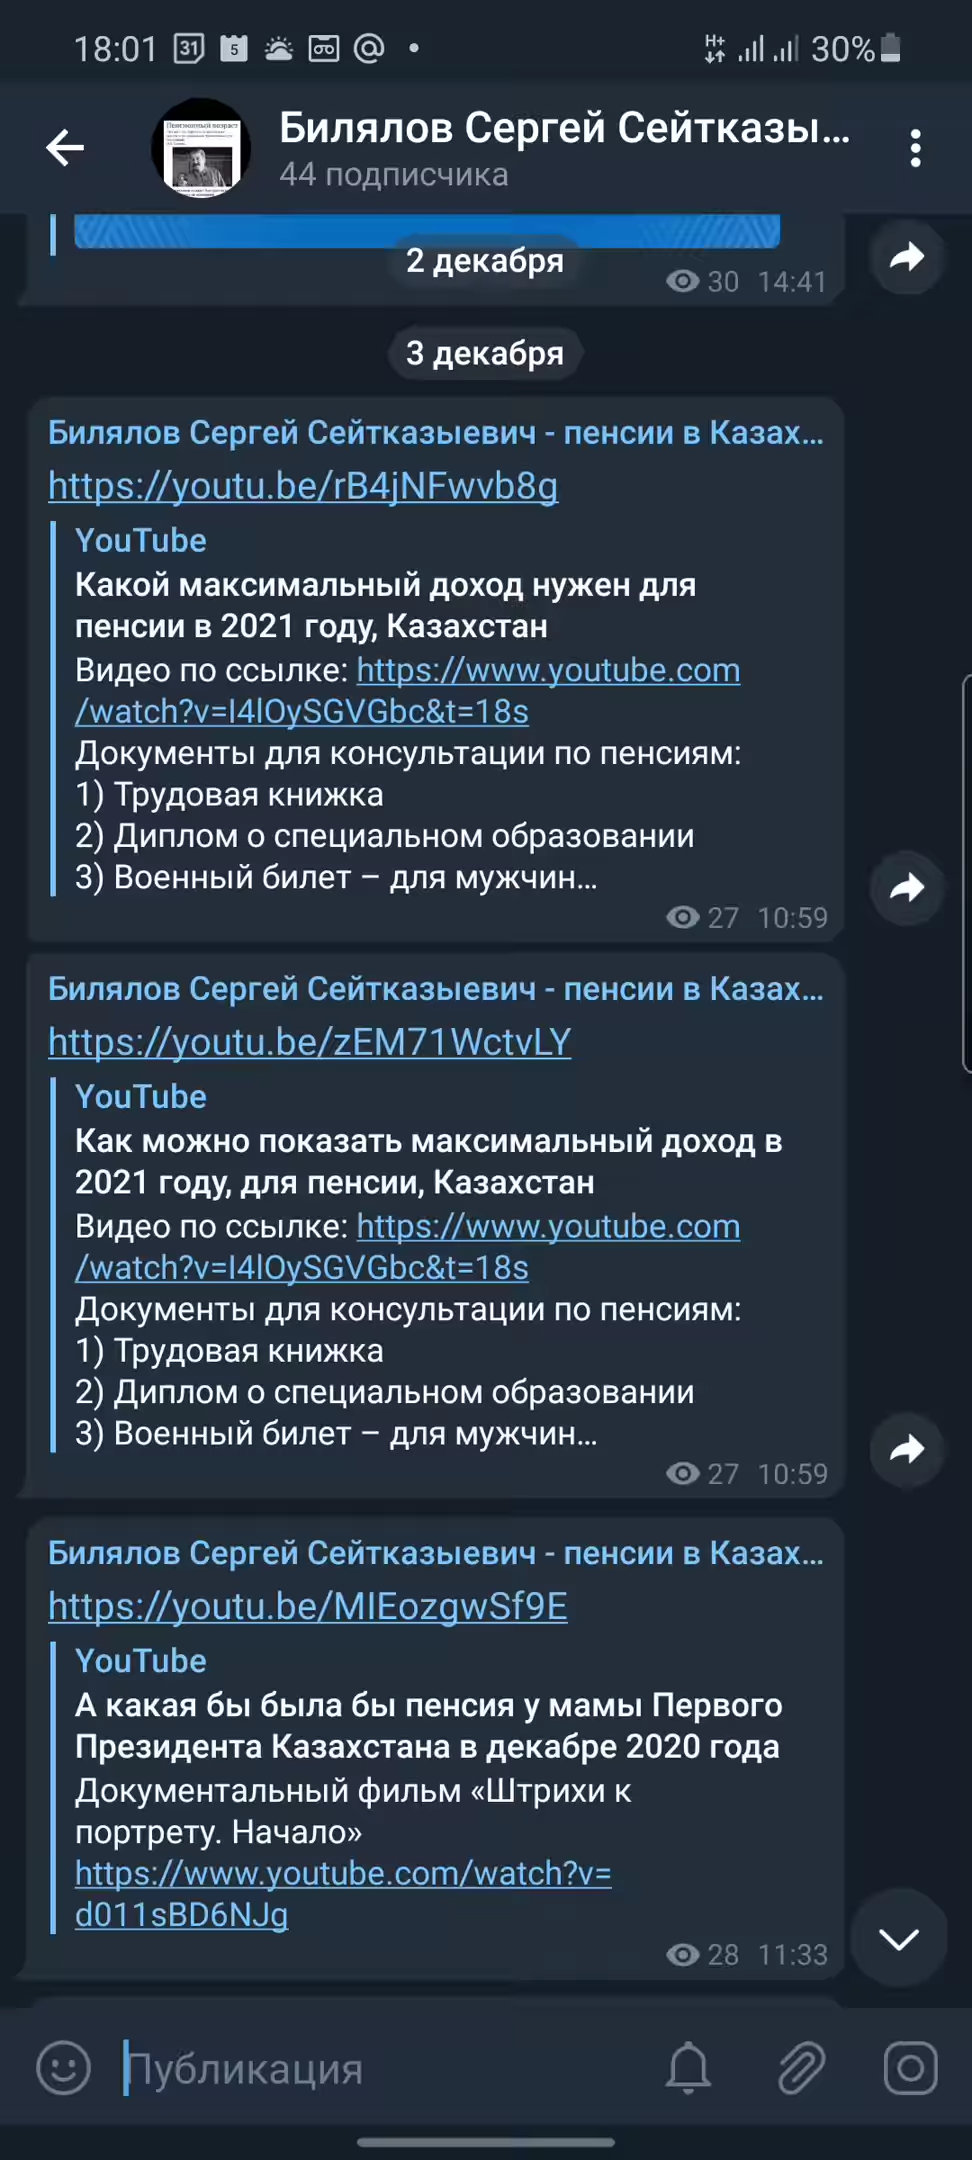 18:01 31 5 H+ 30%
Билялов Сергей Сейтказы...
44 подписчика
2 декабря
30 14:41
3 декабря
Билялов Сергей Сейтказыевич - пенсии в Казах...
https://youtu.be/rB4jNFwvb8g
YouTube
Какой максимальный доход нужен для
пенсии в 2021 году, Казахстан
Видео по ссылке: https://www.youtube.com
/watch?v=I4lOySGVGbc&t=18s
Документы для консультации по пенсиям:
1) Трудовая книжка
2) Диплом о специальном образовании
3) Военный билет – для мужчин...
27 10:59
Билялов Сергей Сейтказыевич - пенсии в Казах...
https://youtu.be/zEM71WctvLY
YouTube
Как можно показать максимальный доход в
2021 году, для пенсии, Казахстан
Видео по ссылке: https://www.youtube.com
/watch?v=I4lOySGVGbc&t=18s
Документы для консультации по пенсиям:
1) Трудовая книжка
2) Диплом о специальном образовании
3) Военный билет – для мужчин...
27 10:59
Билялов Сергей Сейтказыевич - пенсии в Казах...
https://youtu.be/MIEozgwSf9E
YouTube
А какая бы была бы пенсия у мамы Первого
Президента Казахстана в декабре 2020 года
Документальный фильм «Штрихи к
портрету. Начало»
https://www.youtube.com/watch?v=
d011sBD6NJg
28 11:33
Публикация